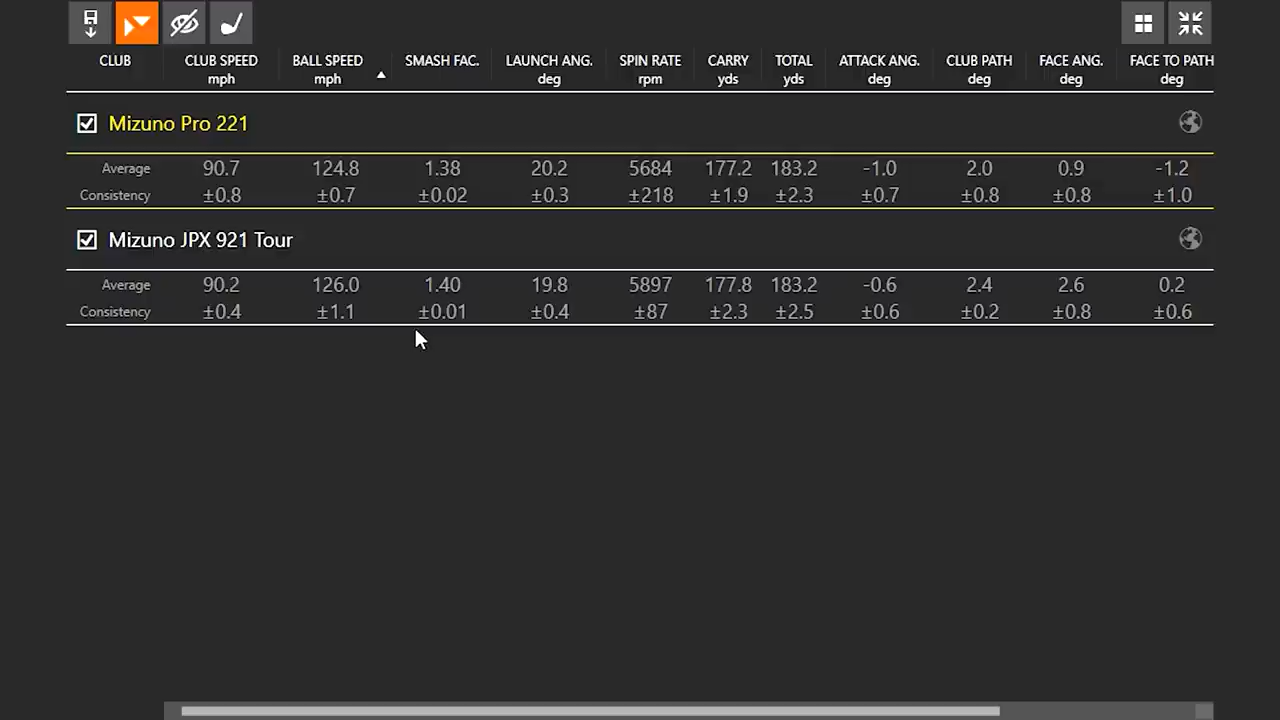 CLUB CLUB SPEED BALL SPEED SMASH FAC. LAUNCH ANG. SPIN RATE CARRY TOTAL ATTACK ANG. CLUB PATH FACE ANG. FACE TO PATH
mph mph deg rpm yds yds deg deg deg deg
Mizuno Pro 221
Average 90.7 124.8 1.38 20.2 5684 177.2 183.2 -1.0 2.0 0.9 -1.2
Consistency ±0.8 ±0.7 ±0.02 ±0.3 ±218 ±1.9 ±2.3 ±0.7 ±0.8 ±0.8 ±1.0
Mizuno JPX 921 Tour
Average 90.2 126.0 1.40 19.8 5897 177.8 183.2 -0.6 2.4 2.6 0.2
Consistency ±0.4 ±1.1 ±0.01 ±0.4 ±87 ±2.3 ±2.5 ±0.6 ±0.2 ±0.8 ±0.6